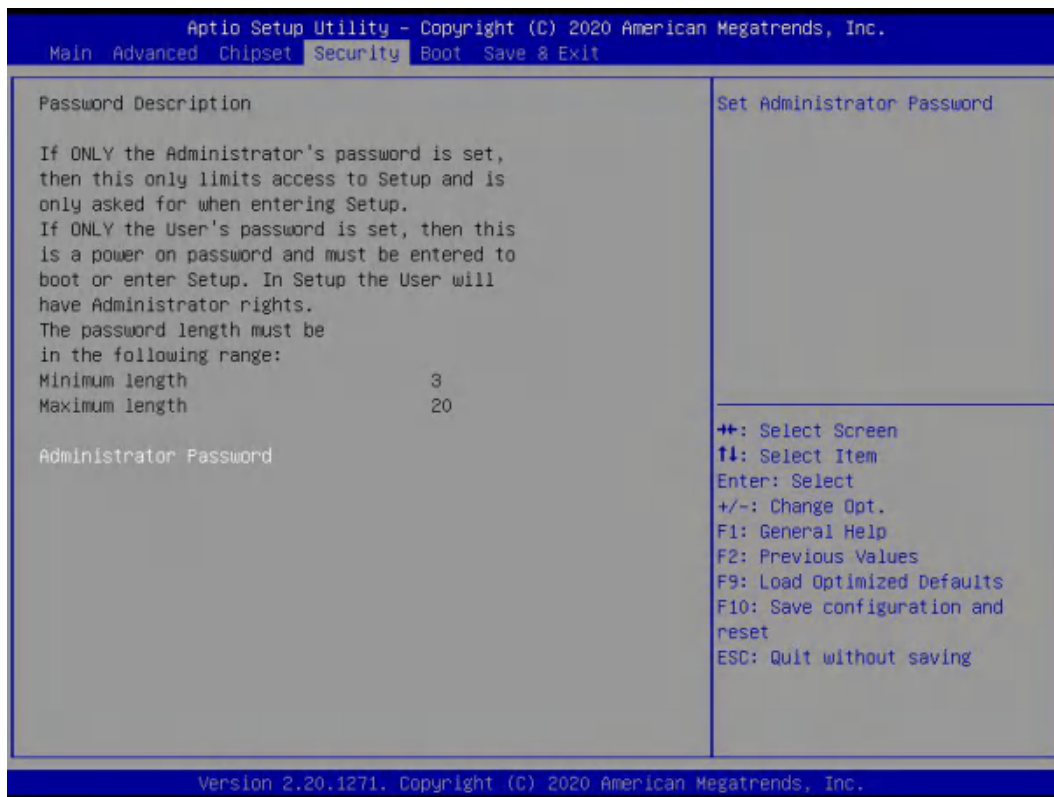 Aptio Setup Utility – Copyright (C) 2020 American Megatrends, Inc.
Main Advanced Chipset Security Boot Save & Exit
Password Description
If ONLY the Administrator's password is set,
then this only limits access to Setup and is
only asked for when entering Setup.
If ONLY the User's password is set, then this
is a power on password and must be entered to
boot or enter Setup. In Setup the User will
have Administrator rights.
The password length must be
in the following range:
Minimum length 3
Maximum length 20
Administrator Password
Set Administrator Password
→←: Select Screen
↑↓: Select Item
Enter: Select
+/-: Change Opt.
F1: General Help
F2: Previous Values
F9: Load Optimized Defaults
F10: Save configuration and
reset
ESC: Quit without saving
Version 2.20.1271. Copyright (C) 2020 American Megatrends, Inc.